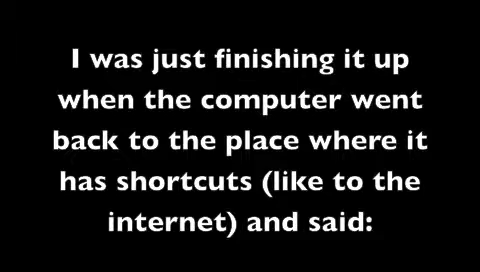 I was just finishing it up
when the computer went
back to the place where it
has shortcuts (like to the
internet) and said: